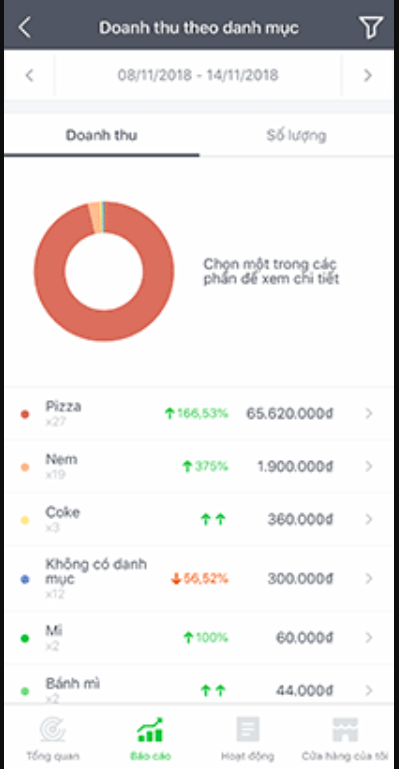 Doanh thu theo danh mục
08/11/2018 - 14/11/2018
Doanh thu
Số lượng
Chọn một trong các
phần để xem chi tiết
Pizza
x27
166,53%
65.620.000đ
Nem
x19
375%
1.900.000đ
Coke
x3
360.000đ
Không có danh
mục
x12
56,52%
300.000đ
Mì
x2
100%
60.000đ
Bánh mì
x2
44.000đ
Tổng quan
Báo cáo
Hoạt động
Cửa hàng của tôi